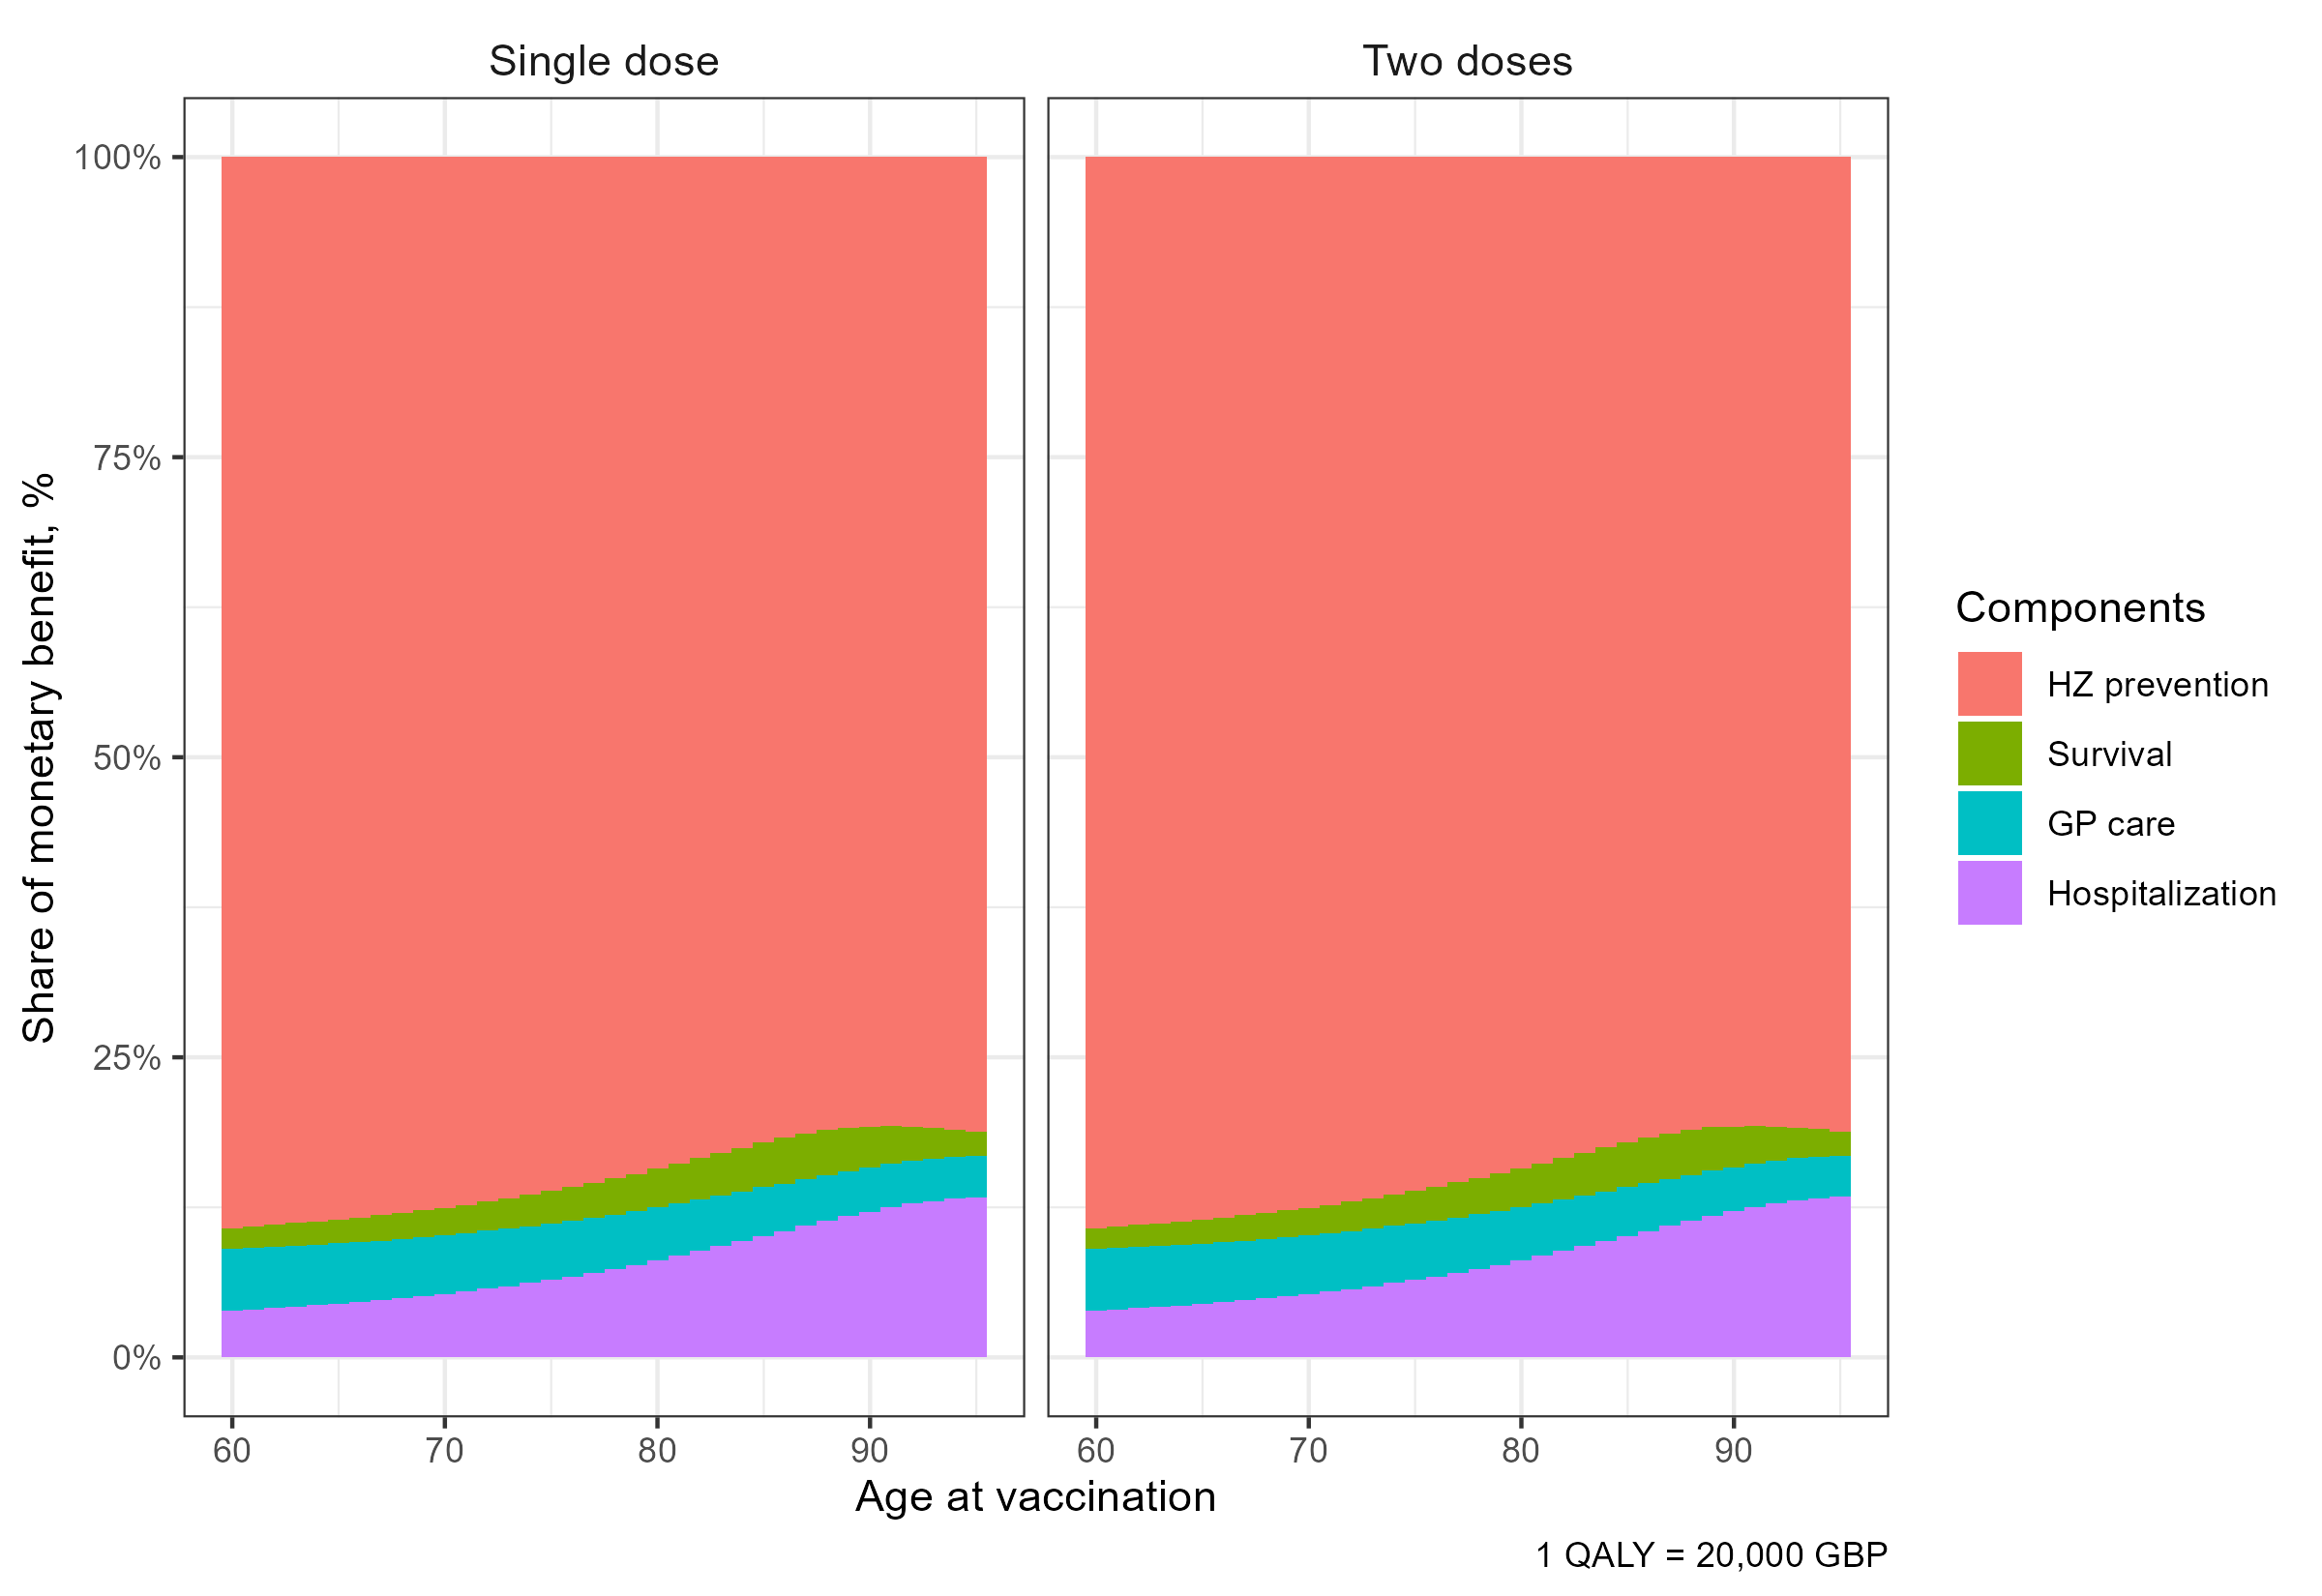 Single dose
Two doses
Share of monetary benefit, %
100%
75%
50%
25%
0%
60
70
80
90
60
70
80
90
Age at vaccination
1 QALY = 20,000 GBP
Components
HZ prevention
Survival
GP care
Hospitalization